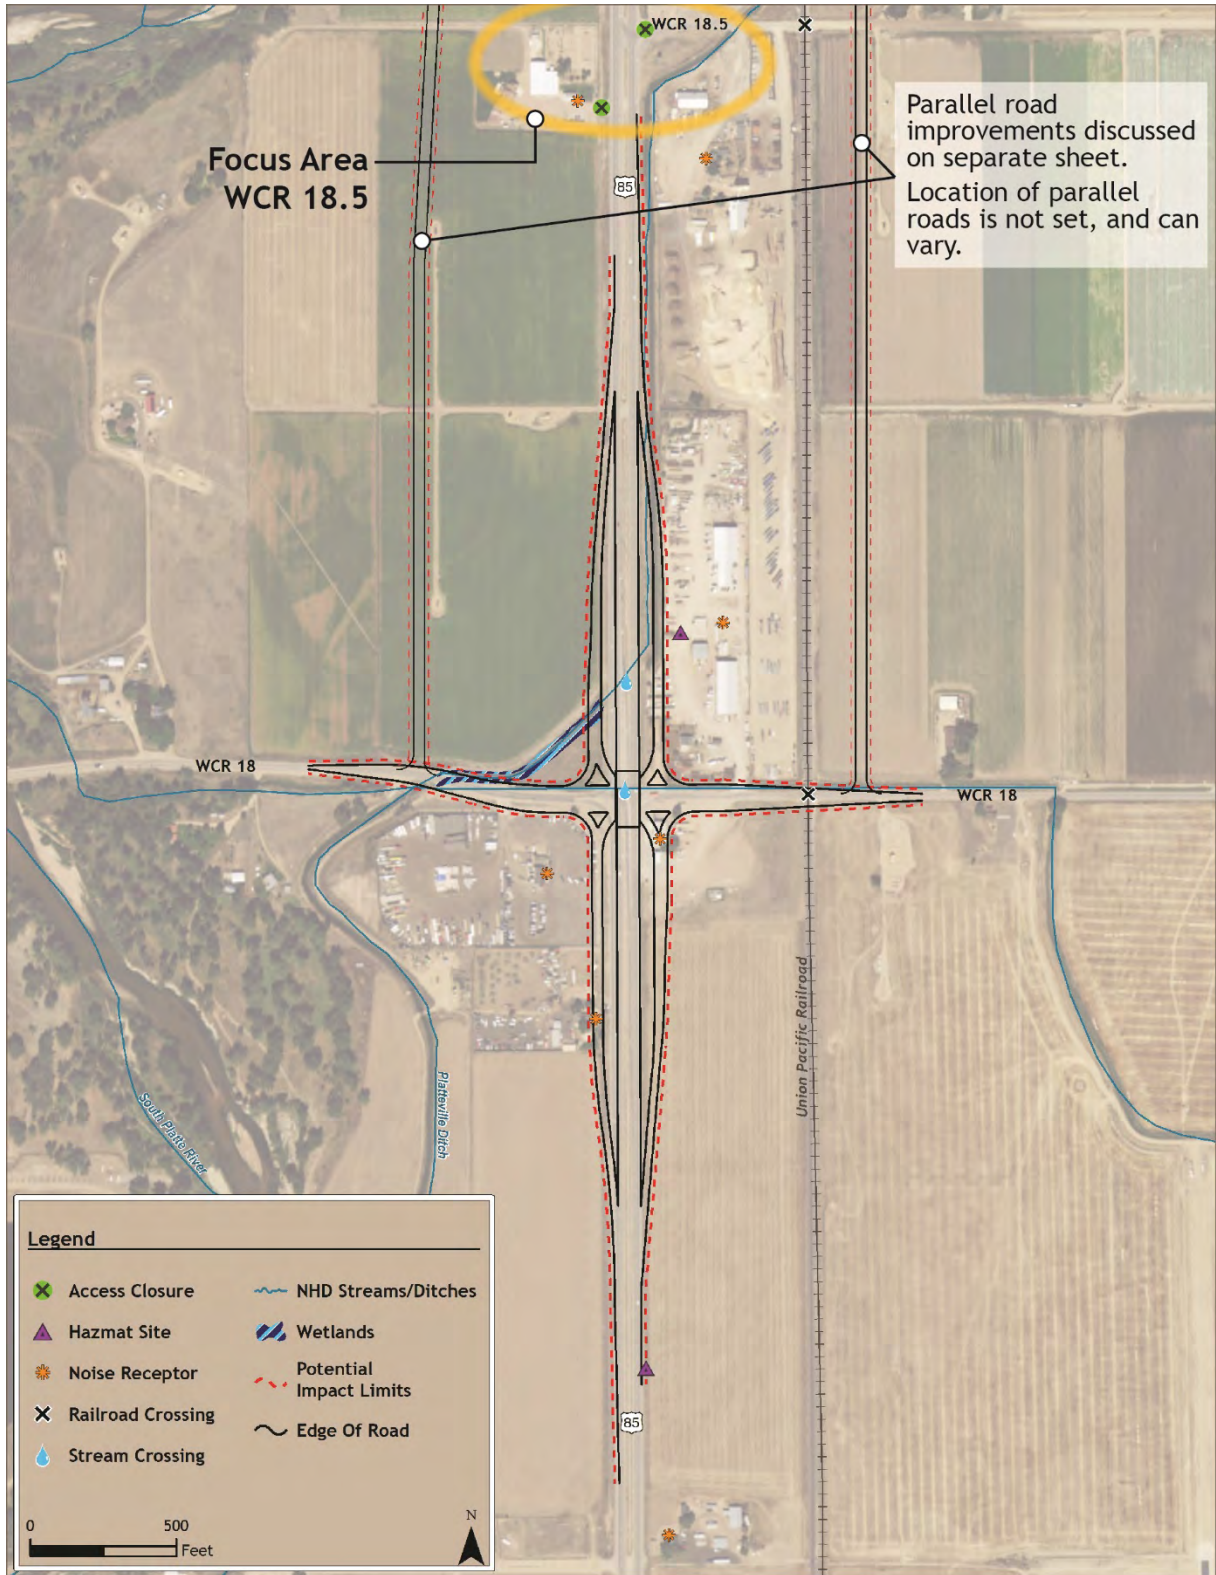 WCR 18.5
Focus Area
WCR 18.5
85
Parallel road
improvements discussed
on separate sheet.
Location of parallel
roads is not set, and can
vary.
WCR 18
WCR 18
Union Pacific Railroad
South Platte River
Platteville Ditch
85
Legend
Access Closure
Hazmat Site
Noise Receptor
Railroad Crossing
Stream Crossing
NHD Streams/Ditches
Wetlands
Potential
Impact Limits
Edge Of Road
0 500
Feet
N